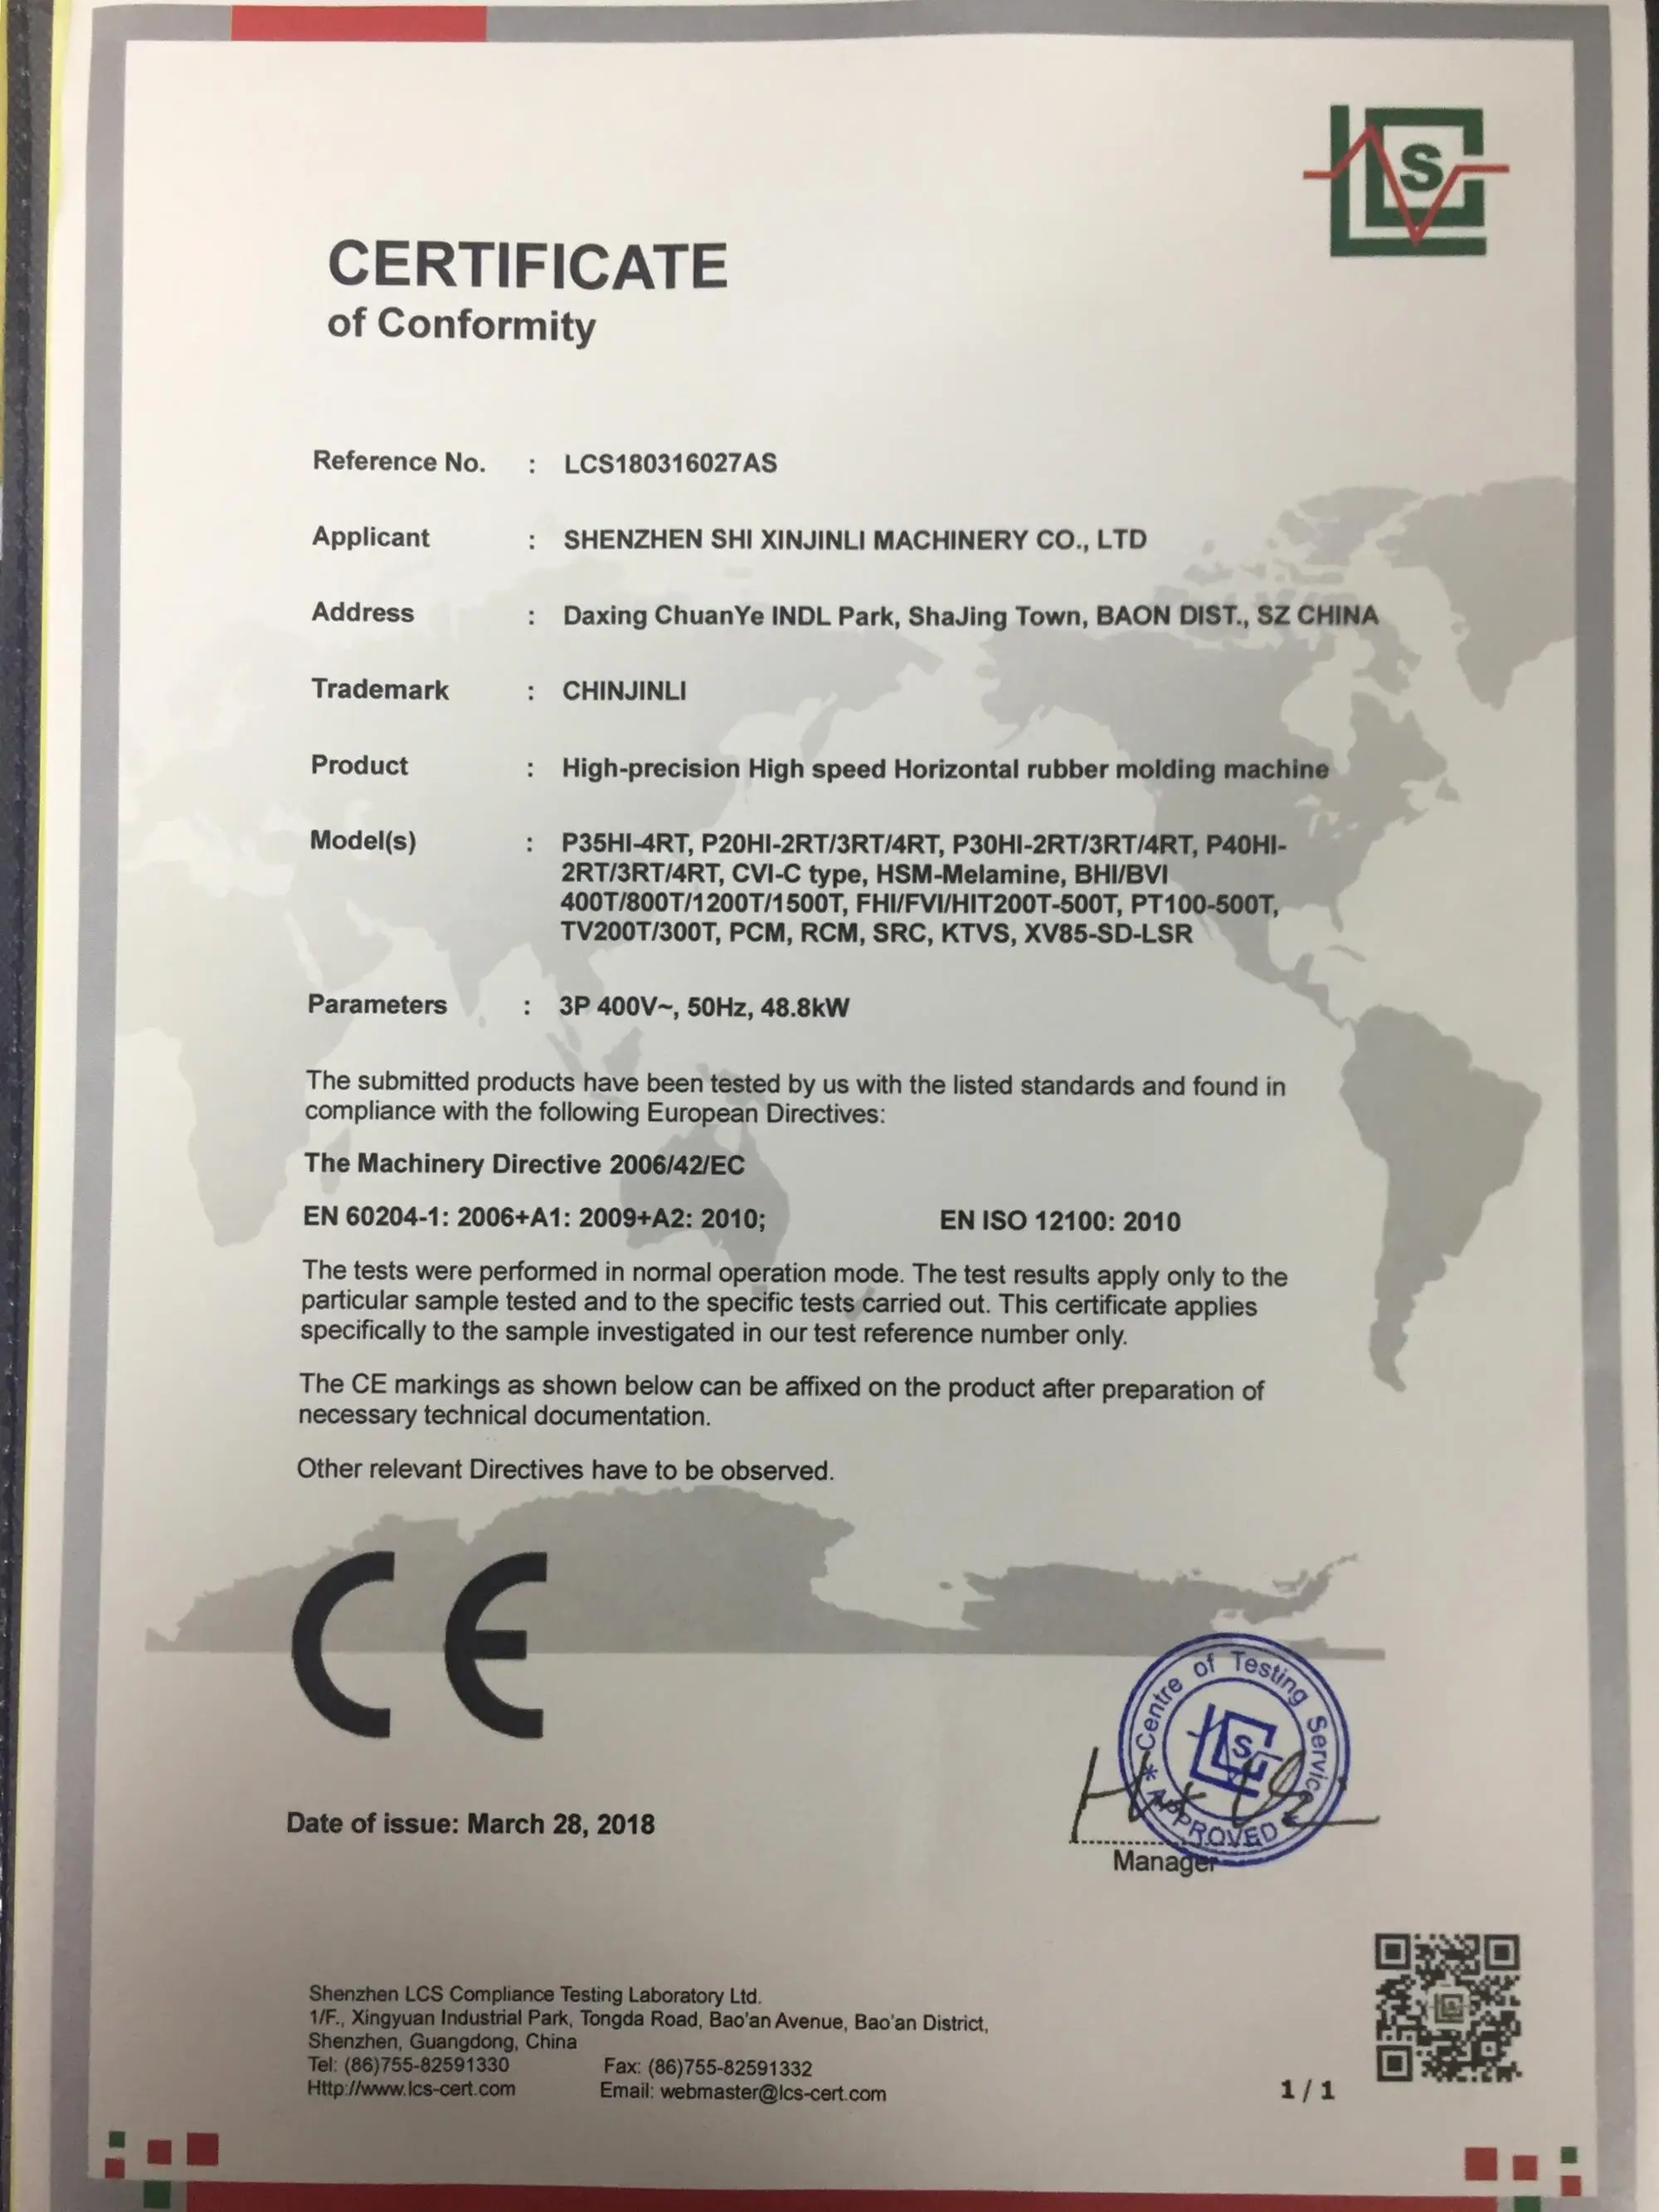 LCS
CERTIFICATE
of Conformity
Reference No. : LCS180316027AS
Applicant : SHENZHEN SHI XINJINLI MACHINERY CO., LTD
Address : Daxing ChuanYe INDL Park, ShaJing Town, BAON DIST., SZ CHINA
Trademark : CHINJINLI
Product : High-precision High speed Horizontal rubber molding machine
Model(s) : P35HI-4RT, P20HI-2RT/3RT/4RT, P30HI-2RT/3RT/4RT, P40HI-
2RT/3RT/4RT, CVI-C type, HSM-Melamine, BHI/BVI
400T/800T/1200T/1500T, FHI/FVI/HIT200T-500T, PT100-500T,
TV200T/300T, PCM, RCM, SRC, KTVS, XV85-SD-LSR
Parameters : 3P 400V~, 50Hz, 48.8kW
The submitted products have been tested by us with the listed standards and found in
compliance with the following European Directives:
The Machinery Directive 2006/42/EC
EN 60204-1: 2006+A1: 2009+A2: 2010; EN ISO 12100: 2010
The tests were performed in normal operation mode. The test results apply only to the
particular sample tested and to the specific tests carried out. This certificate applies
specifically to the sample investigated in our test reference number only.
The CE markings as shown below can be affixed on the product after preparation of
necessary technical documentation.
Other relevant Directives have to be observed.
CE
Centre of Testing Service
LCS
* APPROVED *
Date of issue: March 28, 2018
Manager
Shenzhen LCS Compliance Testing Laboratory Ltd.
1/F., Xingyuan Industrial Park, Tongda Road, Bao'an Avenue, Bao'an District,
Shenzhen, Guangdong, China
Tel: (86)755-82591330 Fax: (86)755-82591332
Http://www.lcs-cert.com Email: webmaster@lcs-cert.com
1 / 1